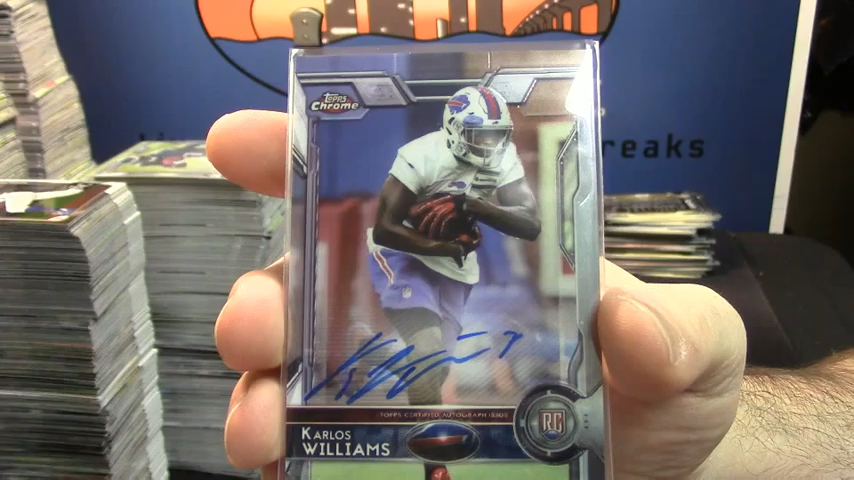 Topps
Chrome
reaks
TOPPS CERTIFIED AUTOGRAPH ISSUE
RC
KARLOS
WILLIAMS